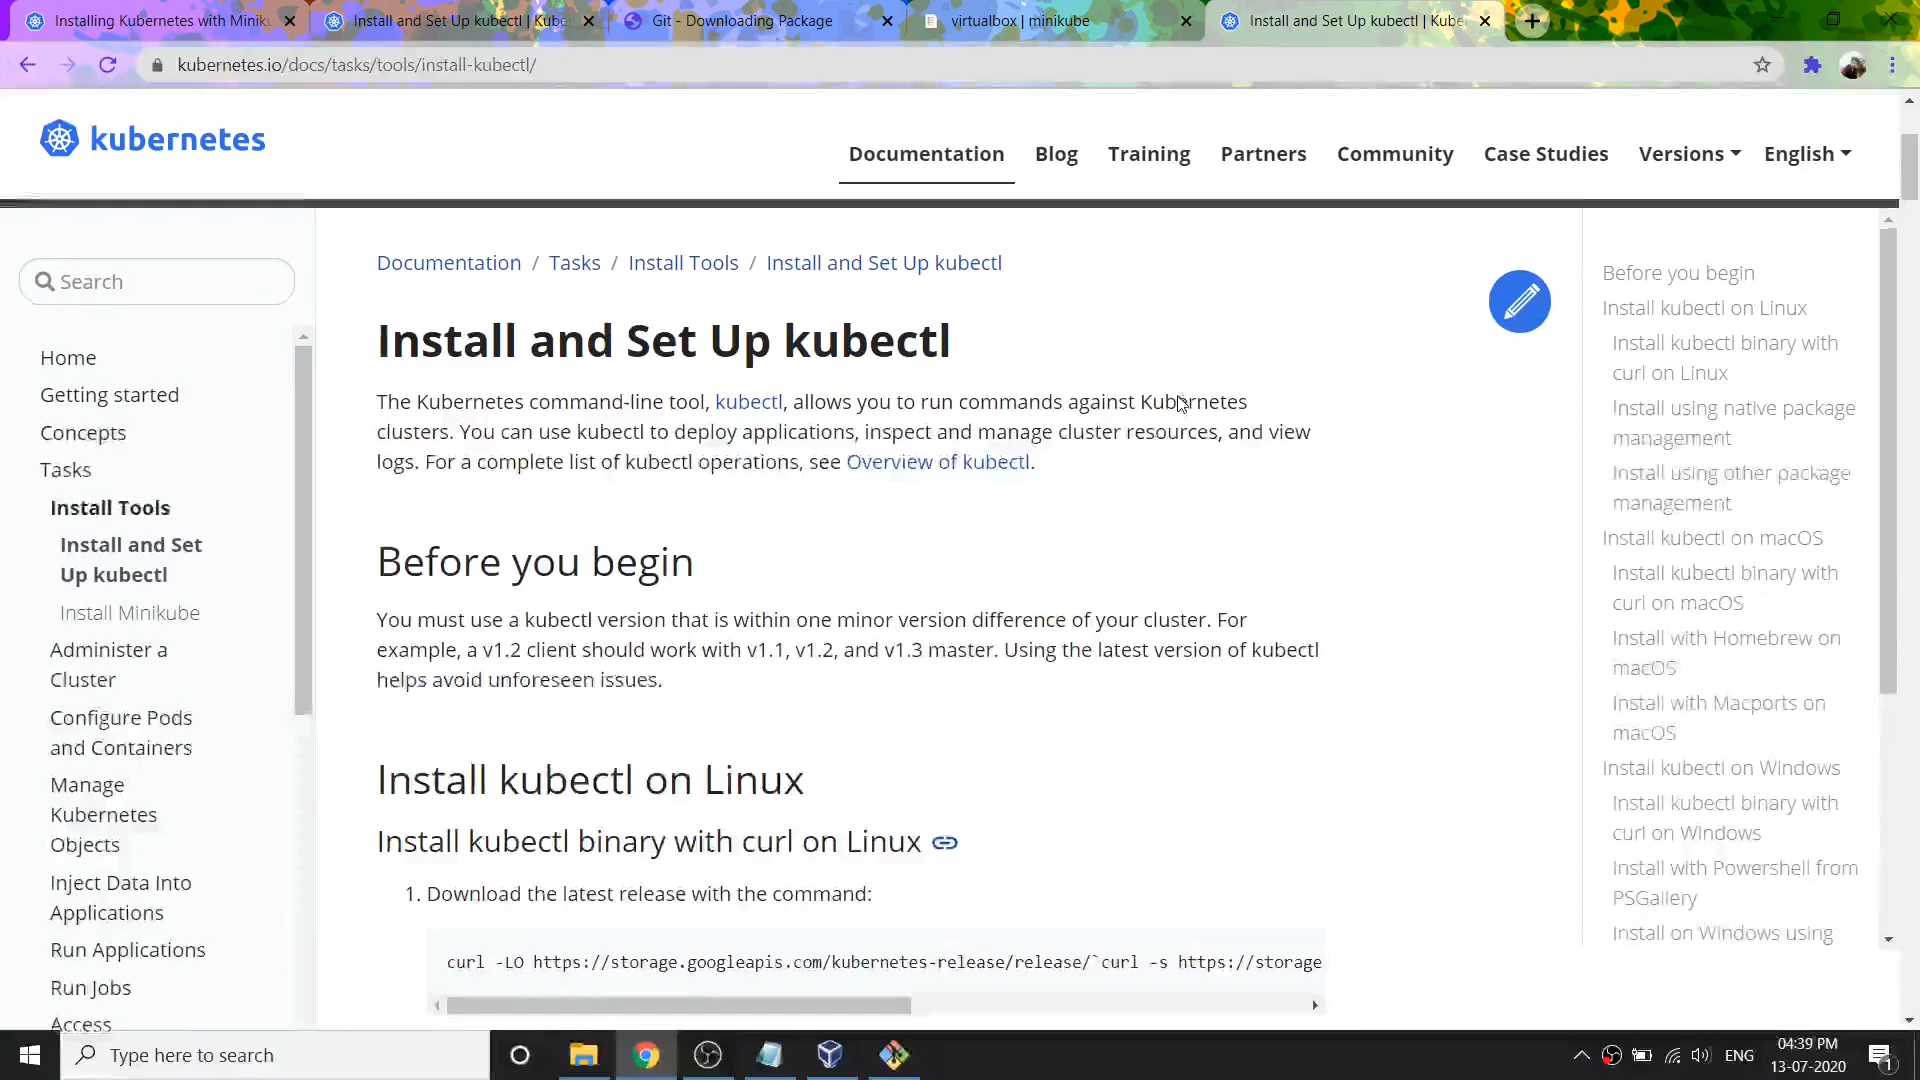 Installing Kubernetes with Minik
Install and Set Up kubectl | Kube
Git - Downloading Package
virtualbox | minikube
Install and Set Up kubectl | Kube
kubernetes.io/docs/tasks/tools/install-kubectl/
kubernetes
Documentation
Blog
Training
Partners
Community
Case Studies
Versions
English
Search
Home
Getting started
Concepts
Tasks
Install Tools
Install and Set
Up kubectl
Install Minikube
Administer a
Cluster
Configure Pods
and Containers
Manage
Kubernetes
Objects
Inject Data Into
Applications
Run Applications
Run Jobs
Access
Documentation / Tasks / Install Tools / Install and Set Up kubectl
Install and Set Up kubectl
The Kubernetes command-line tool, kubectl, allows you to run commands against Kubernetes
clusters. You can use kubectl to deploy applications, inspect and manage cluster resources, and view
logs. For a complete list of kubectl operations, see Overview of kubectl.
Before you begin
You must use a kubectl version that is within one minor version difference of your cluster. For
example, a v1.2 client should work with v1.1, v1.2, and v1.3 master. Using the latest version of kubectl
helps avoid unforeseen issues.
Install kubectl on Linux
Install kubectl binary with curl on Linux
1. Download the latest release with the command:
curl -LO https://storage.googleapis.com/kubernetes-release/release/`curl -s https://storage
Before you begin
Install kubectl on Linux
Install kubectl binary with
curl on Linux
Install using native package
management
Install using other package
management
Install kubectl on macOS
Install kubectl binary with
curl on macOS
Install with Homebrew on
macOS
Install with Macports on
macOS
Install kubectl on Windows
Install kubectl binary with
curl on Windows
Install with Powershell from
PSGallery
Install on Windows using
Type here to search
ENG
04:39 PM
13-07-2020
1